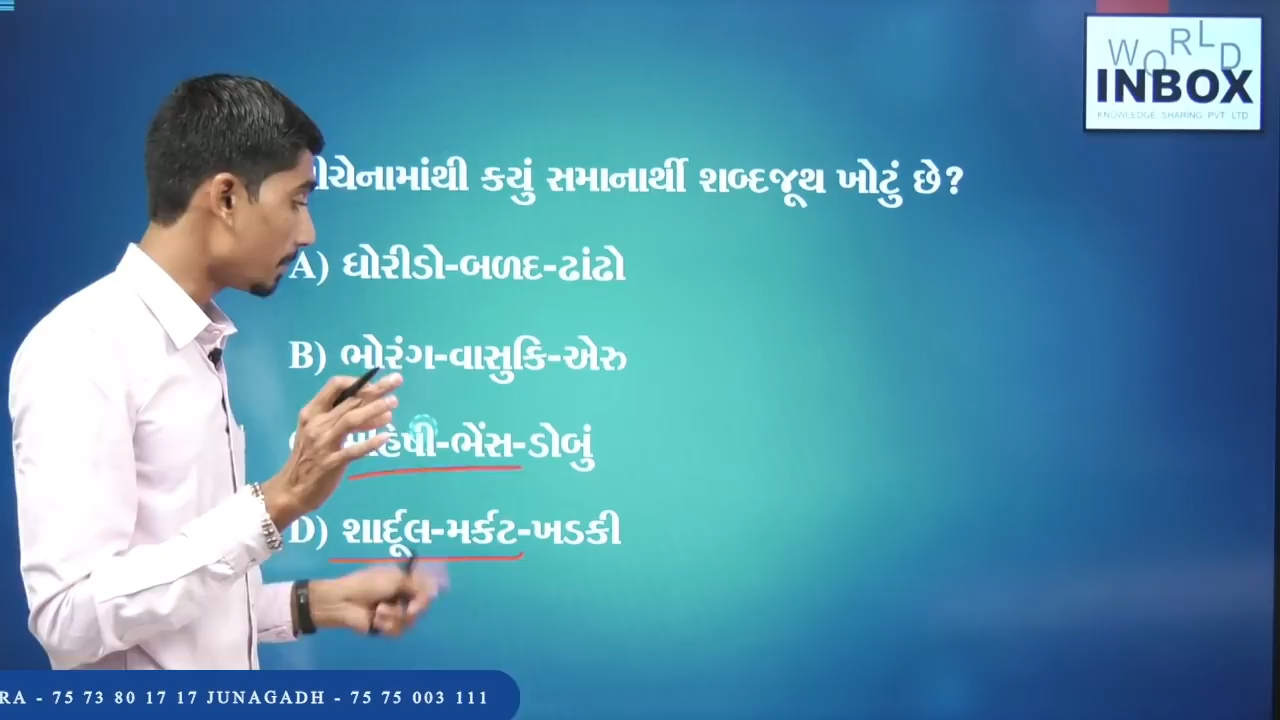 WORLD
INBOX
KNOWLEDGE SHARING PVT. LTD
કયું સમાનાર્થી શબ્દજૂથ ખોટું છે?
A) ધોરીડો-બળદ-ઢાંઢો
B) ભોરંગ-વાસુકિ-એરુ
ભેંસ-ડોબું
D) શાર્દૂલ-મર્કટ-ખડકી
75 73 80 17 17 JUNAGADH - 75 75 003 111